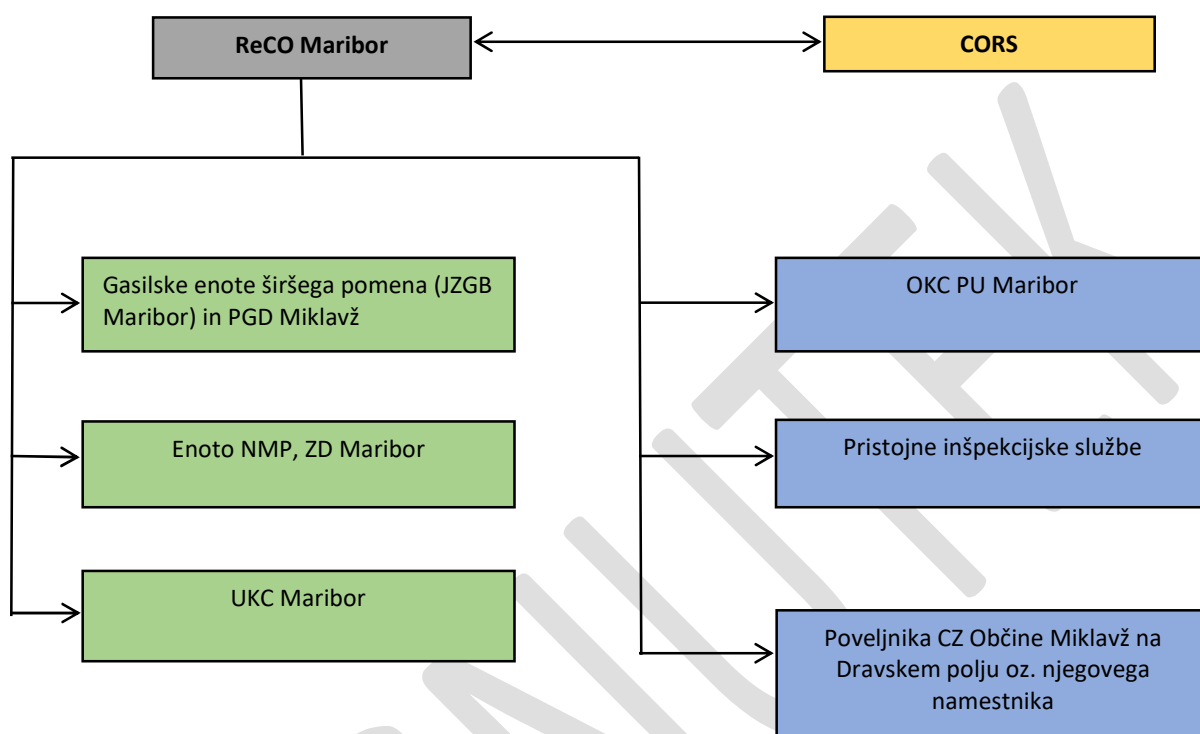 ReCO Maribor
CORS
Gasilske enote širšega pomena (JZGB
Maribor) in PGD Miklavž
OKC PU Maribor
Enoto NMP, ZD Maribor
Pristojne inšpekcijske službe
UKC Maribor
Poveljnika CZ Občine Miklavž na
Dravskem polju oz. njegovega
namestnika